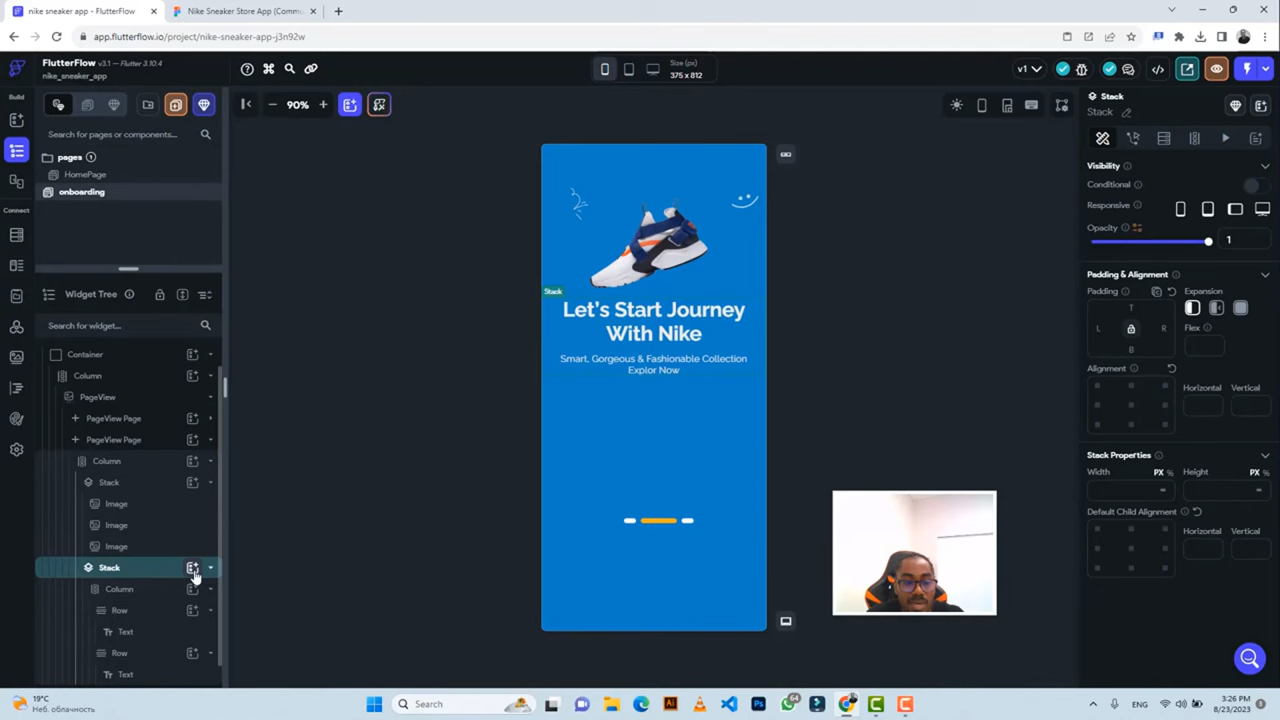 nike sneaker app - FlutterFlow
Nike Sneaker Store App (Commu
app.flutterflow.io/project/nike-sneaker-app-j3n92w
FlutterFlow v3.1 — Flutter 3.10.4
nike_sneaker_app
Size (px)
375 x 812
v1
Build
Connect
90%
Search for pages or components...
pages 1
HomePage
onboarding
Widget Tree
Search for widget...
Container
Column
PageView
PageView Page
PageView Page
Column
Stack
Image
Image
Image
Stack
Column
Row
Text
Row
Text
Stack
Let's Start Journey
With Nike
Smart, Gorgeous & Fashionable Collection
Explor Now
Stack
Stack
Visibility
Conditional
Responsive
Opacity
1
Padding & Alignment
Padding
Expansion
T
L
R
B
Flex
Alignment
Horizontal
Vertical
Stack Properties
Width
PX %
Height
PX %
Default Child Alignment
Horizontal
Vertical
19°C
Неб. облачность
Search
64
ENG
3:26 PM
8/23/2023